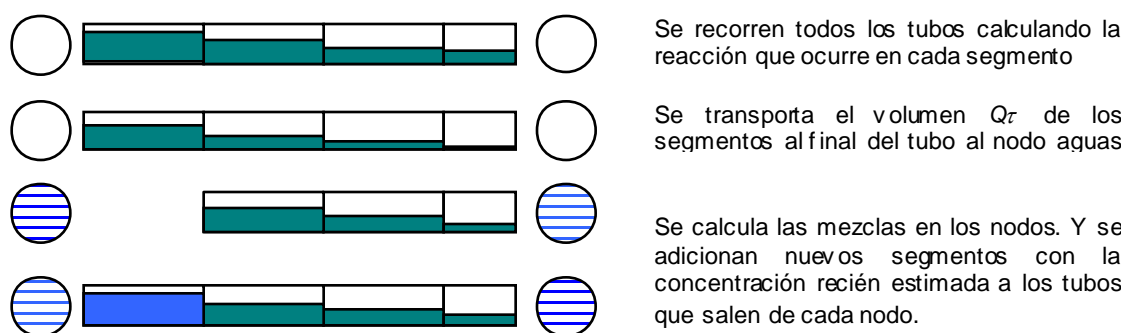 Se recorren todos los tubos calculando la
reacción que ocurre en cada segmento
Se transporta el volumen Qτ de los
segmentos al final del tubo al nodo aguas
Se calcula las mezclas en los nodos. Y se
adicionan nuevos segmentos con la
concentración recién estimada a los tubos
que salen de cada nodo.